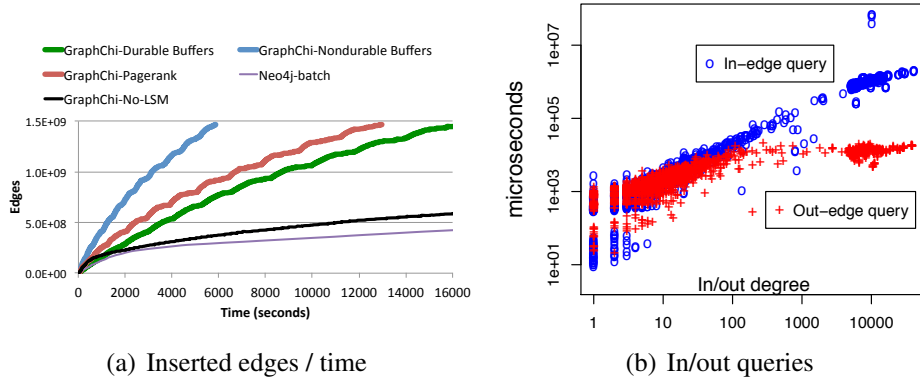 GraphChi-Durable Buffers GraphChi-Nondurable Buffers
GraphChi-Pagerank Neo4j-batch
GraphChi-No-LSM
1.5E+09
1.0E+09
5.0E+08
0.0E+00
Edges
0 2000 4000 6000 8000 10000 12000 14000 16000
Time (seconds)
(a) Inserted edges / time
microseconds
1e+07
1e+05
1e+03
1e+01
In-edge query
Out-edge query
In/out degree
1 10 100 1000 10000
(b) In/out queries